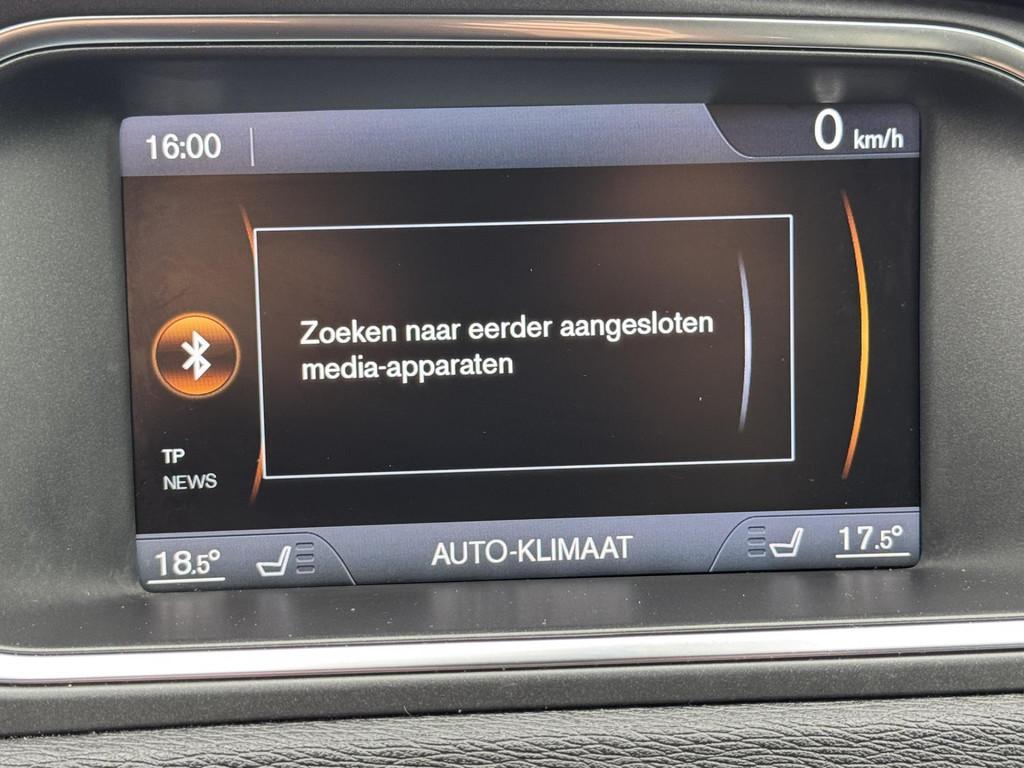 16:00
0 km/h
Zoeken naar eerder aangesloten
media-apparaten
TP
NEWS
18.5° AUTO-KLIMAAT 17.5°